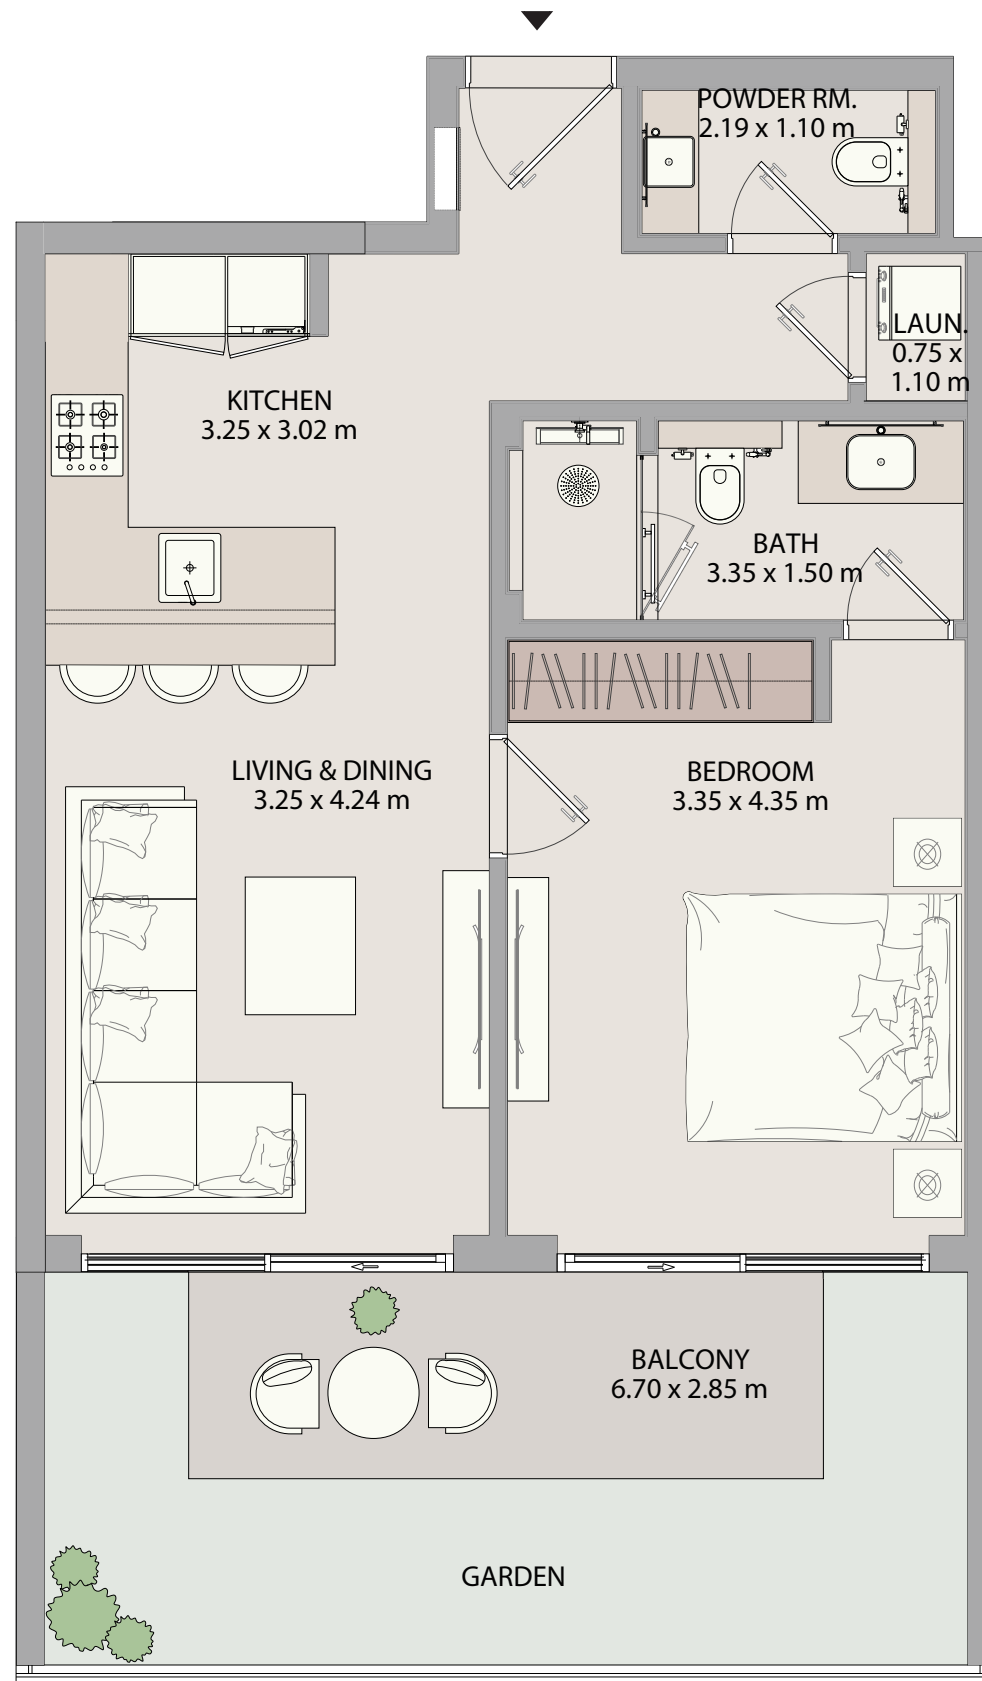 POWDER RM.
2.19 x 1.10 m
LAUN.
0.75 x
1.10 m
KITCHEN
3.25 x 3.02 m
BATH
3.35 x 1.50 m
LIVING & DINING
3.25 x 4.24 m
BEDROOM
3.35 x 4.35 m
BALCONY
6.70 x 2.85 m
GARDEN